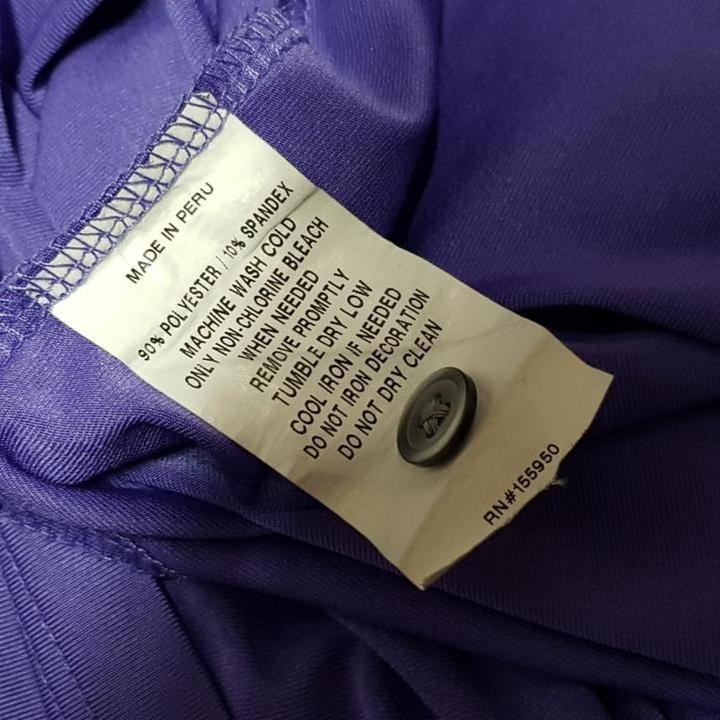 MADE IN PERU
90% POLYESTER / 10% SPANDEX
MACHINE WASH COLD
ONLY NON-CHLORINE BLEACH
WHEN NEEDED
REMOVE PROMPTLY
TUMBLE DRY LOW
COOL IRON IF NEEDED
DO NOT IRON DECORATION
DO NOT DRY CLEAN
RN#155950